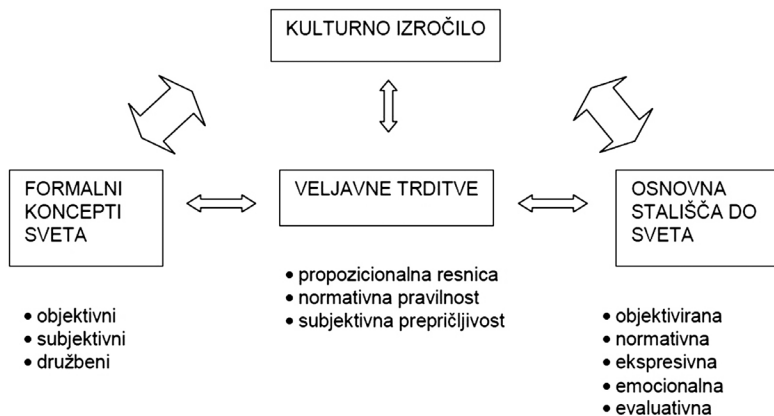 KULTURNO IZROČILO
FORMALNI
KONCEPTI
SVETA
VELJAVNE TRDITVE
OSNOVNA
STALIŠČA DO
SVETA
• propozicionalna resnica
• normativna pravilnost
• subjektivna prepričljivost
• objektivni
• subjektivni
• družbeni
• objektivirana
• normativna
• ekspresivna
• emocionalna
• evaluativna